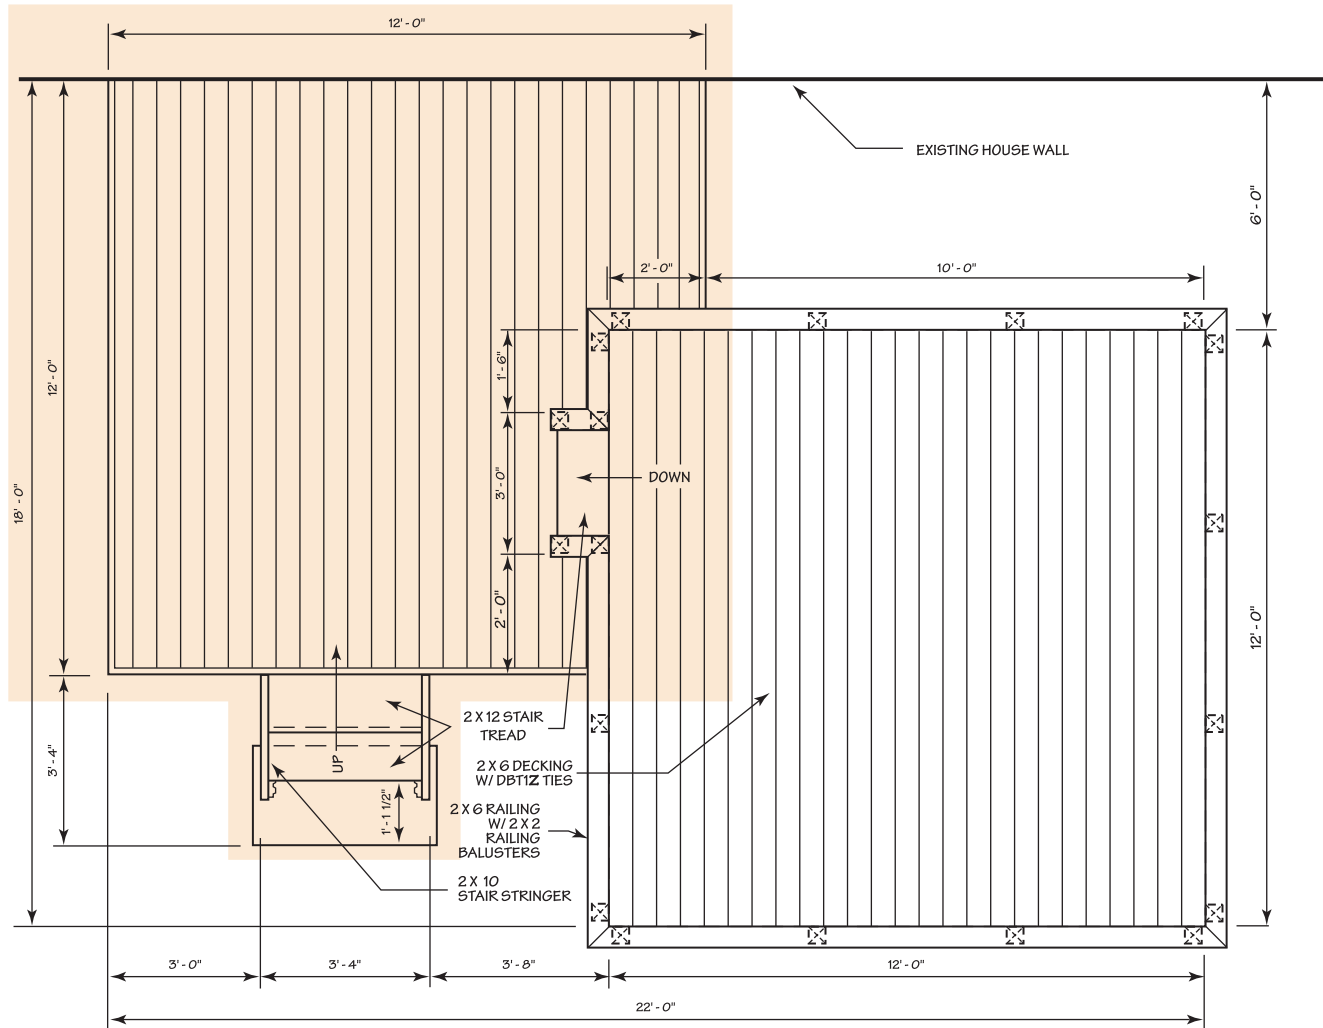 12'-0"
EXISTING HOUSE WALL
6'-0"
2'-0"
10'-0"
12'-0"
1'-6"
18'-0"
3'-0"
DOWN
2'-0"
12'-0"
2 X 12 STAIR
TREAD
UP
3'-4"
2 X 6 DECKING
W/ DBT1Z TIES
1'-1 1/2"
2 X 6 RAILING
W/ 2 X 2
RAILING
BALUSTERS
2 X 10
STAIR STRINGER
3'-0"
3'-4"
3'-8"
12'-0"
22'-0"